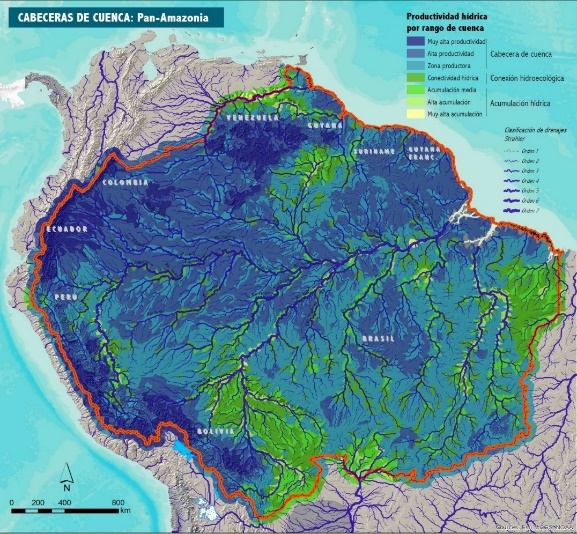 CABECERAS DE CUENCA: Pan-Amazonia
Productividad hídrica
por rango de cuenca
Muy alta productividad
Alta productividad
Zona productora
Cabecera de cuenca
Conectividad hídrica
Conexión hidroecológica
Acumulación media
Alta acumulación
Muy alta acumulación
Acumulación hídrica
Clasificación de drenajes
Strahler
Orden 1
Orden 2
Orden 3
Orden 4
Orden 5
Orden 6
Orden 7
VENEZUELA
GUYANA
SURINAME
GUYANA
FRANC.
COLOMBIA
ECUADOR
PERU
BRASIL
BOLIVIA
N
0 200 400 800
km